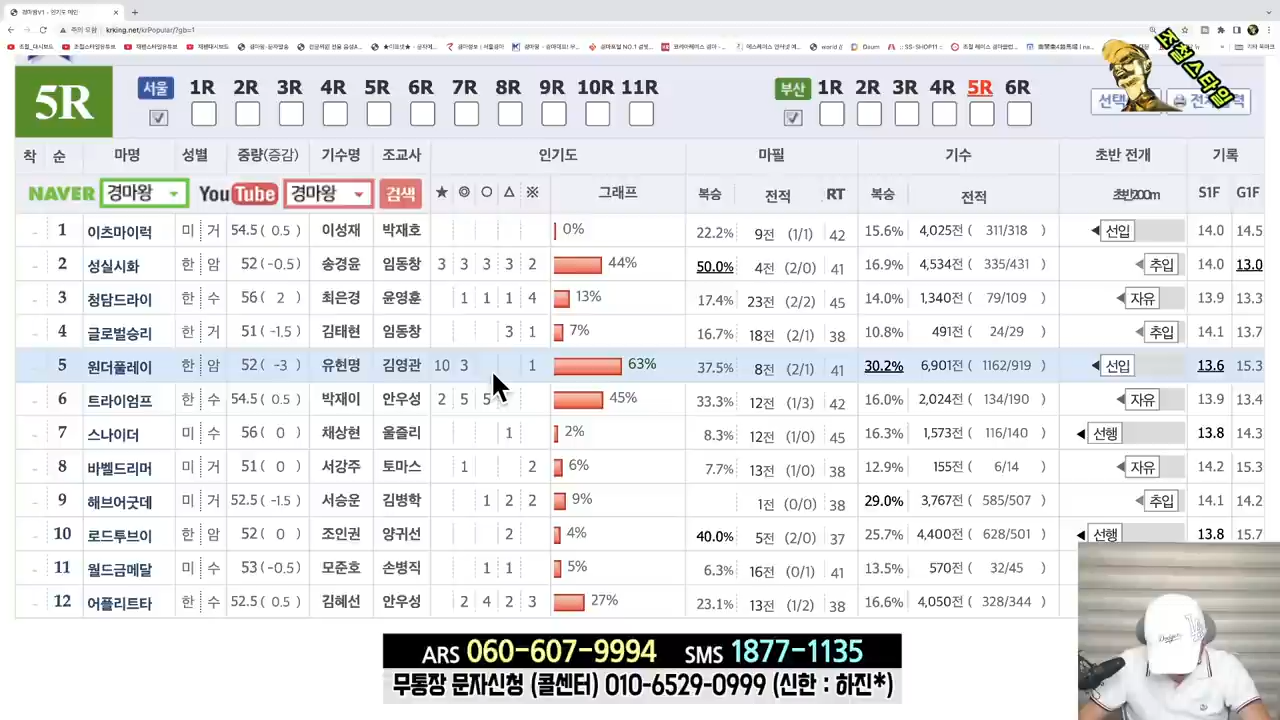 경마왕V1 - 인기도 메인
주의 요함 krking.net/krPopular/?gb=1
5R 서울 1R 2R 3R 4R 5R 6R 7R 8R 9R 10R 11R 부산 1R 2R 3R 4R 5R 6R
조철스타일
착 순 마명 성별 중량(증감) 기수명 조교사 인기도 마필 기수 초반 전개 기록
NAVER 경마왕 YouTube 경마왕 검색 ★ ◎ ○ △ ※ 그래프 복승 전적 RT 복승 전적 S1F G1F
1 이츠마이럭 미 거 54.5 ( 0.5 ) 이성재 박재호 0% 22.2% 9전 (1/1) 42 15.6% 4,025전 ( 311/318 ) 선입 14.0 14.5
2 성실시화 한 암 52 ( -0.5 ) 송경윤 임동창 3 3 3 3 2 44% 50.0% 4전 (2/0) 41 16.9% 4,534전 ( 335/431 ) 추입 14.0 13.0
3 청담드라이 한 수 56 ( 2 ) 최은경 윤영훈 1 1 1 4 13% 17.4% 23전 (2/2) 45 14.0% 1,340전 ( 79/109 ) 자유 13.9 13.3
4 글로벌승리 한 거 51 ( -1.5 ) 김태현 임동창 3 1 7% 16.7% 18전 (2/1) 38 10.8% 491전 ( 24/29 ) 추입 14.1 13.7
5 원더풀레이 한 암 52 ( -3 ) 유현명 김영관 10 3 1 63% 37.5% 8전 (2/1) 41 30.2% 6,901전 ( 1162/919 ) 선입 13.6 15.3
6 트라이엄프 한 수 54.5 ( 0.5 ) 박재이 안우성 2 5 5 45% 33.3% 12전 (1/3) 42 16.0% 2,024전 ( 134/190 ) 자유 13.9 13.4
7 스나이더 미 수 56 ( 0 ) 채상현 울즐리 1 2% 8.3% 12전 (1/0) 45 16.3% 1,573전 ( 116/140 ) 선행 13.8 14.3
8 바벨드리머 미 수 51 ( 0 ) 서강주 토마스 1 2 6% 7.7% 13전 (1/0) 38 12.9% 155전 ( 6/14 ) 자유 14.2 15.3
9 해브어굿데 미 거 52.5 ( -1.5 ) 서승운 김병학 1 2 2 9% 1전 (0/0) 38 29.0% 3,767전 ( 585/507 ) 추입 14.1 14.2
10 로드투브이 한 암 52 ( 0 ) 조인권 양귀선 2 4% 40.0% 5전 (2/0) 37 25.7% 4,400전 ( 628/501 ) 선행 13.8 15.7
11 월드금메달 미 수 53 ( -0.5 ) 모준호 손병직 1 1 5% 6.3% 16전 (0/1) 41 13.5% 570전 ( 32/45 )
12 어플리트타 한 수 52.5 ( 0.5 ) 김혜선 안우성 2 4 2 3 27% 23.1% 13전 (1/2) 38 16.6% 4,050전 ( 328/344 )
ARS 060-607-9994 SMS 1877-1135
무통장 문자신청 (콜센터) 010-6529-0999 (신한 : 하진*)